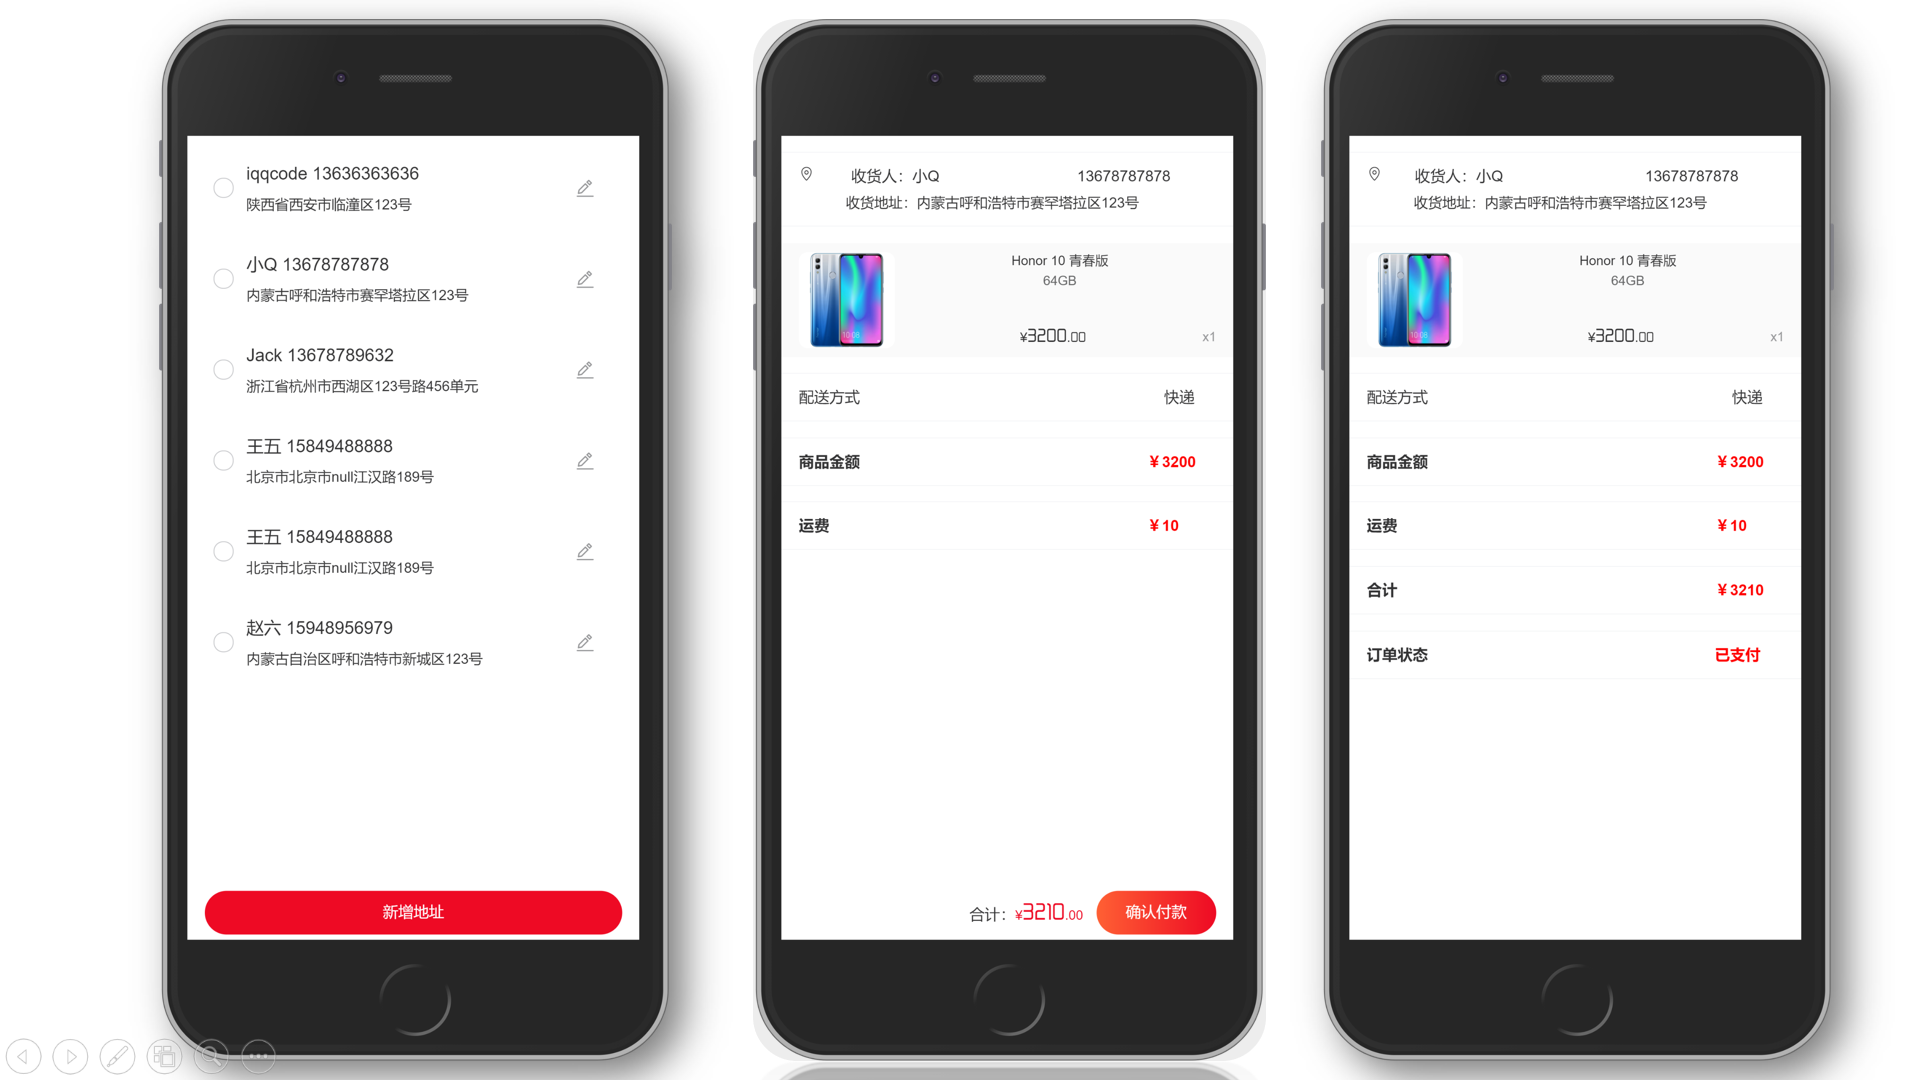 iqqcode 13636363636
陕西省西安市临潼区123号
小Q 13678787878
内蒙古呼和浩特市赛罕塔拉区123号
Jack 13678789632
浙江省杭州市西湖区123号路456单元
王五 15849488888
北京市北京市null江汉路189号
王五 15849488888
北京市北京市null江汉路189号
赵六 15948956979
内蒙古自治区呼和浩特市新城区123号
新增地址
收货人：小Q 13678787878
收货地址：内蒙古呼和浩特市赛罕塔拉区123号
Honor 10 青春版
64GB
¥3200.00 x1
配送方式 快递
商品金额 ¥ 3200
运费 ¥ 10
合计：¥3210.00 确认付款
收货人：小Q 13678787878
收货地址：内蒙古呼和浩特市赛罕塔拉区123号
Honor 10 青春版
64GB
¥3200.00 x1
配送方式 快递
商品金额 ¥ 3200
运费 ¥ 10
合计 ¥ 3210
订单状态 已支付